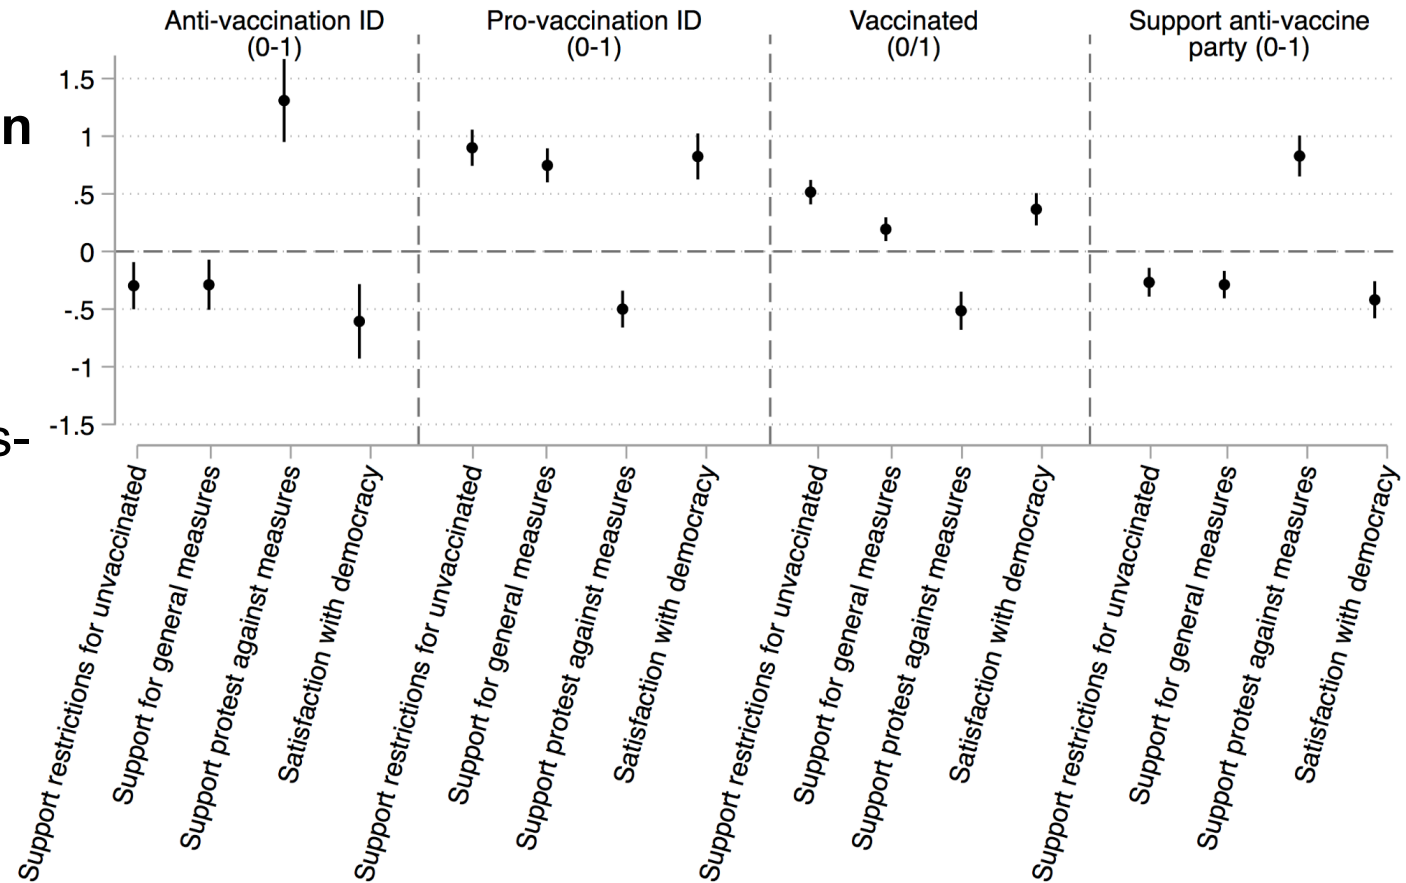 Anti-vaccination ID
(0-1)
Pro-vaccination ID
(0-1)
Vaccinated
(0/1)
Support anti-vaccine
party (0-1)
n
s-
1.5
1
.5
0
-.5
-1
-1.5
Support restrictions for unvaccinated
Support for general measures
Support protest against measures
Satisfaction with democracy
Support restrictions for unvaccinated
Support for general measures
Support protest against measures
Satisfaction with democracy
Support restrictions for unvaccinated
Support for general measures
Support protest against measures
Satisfaction with democracy
Support restrictions for unvaccinated
Support for general measures
Support protest against measures
Satisfaction with democracy